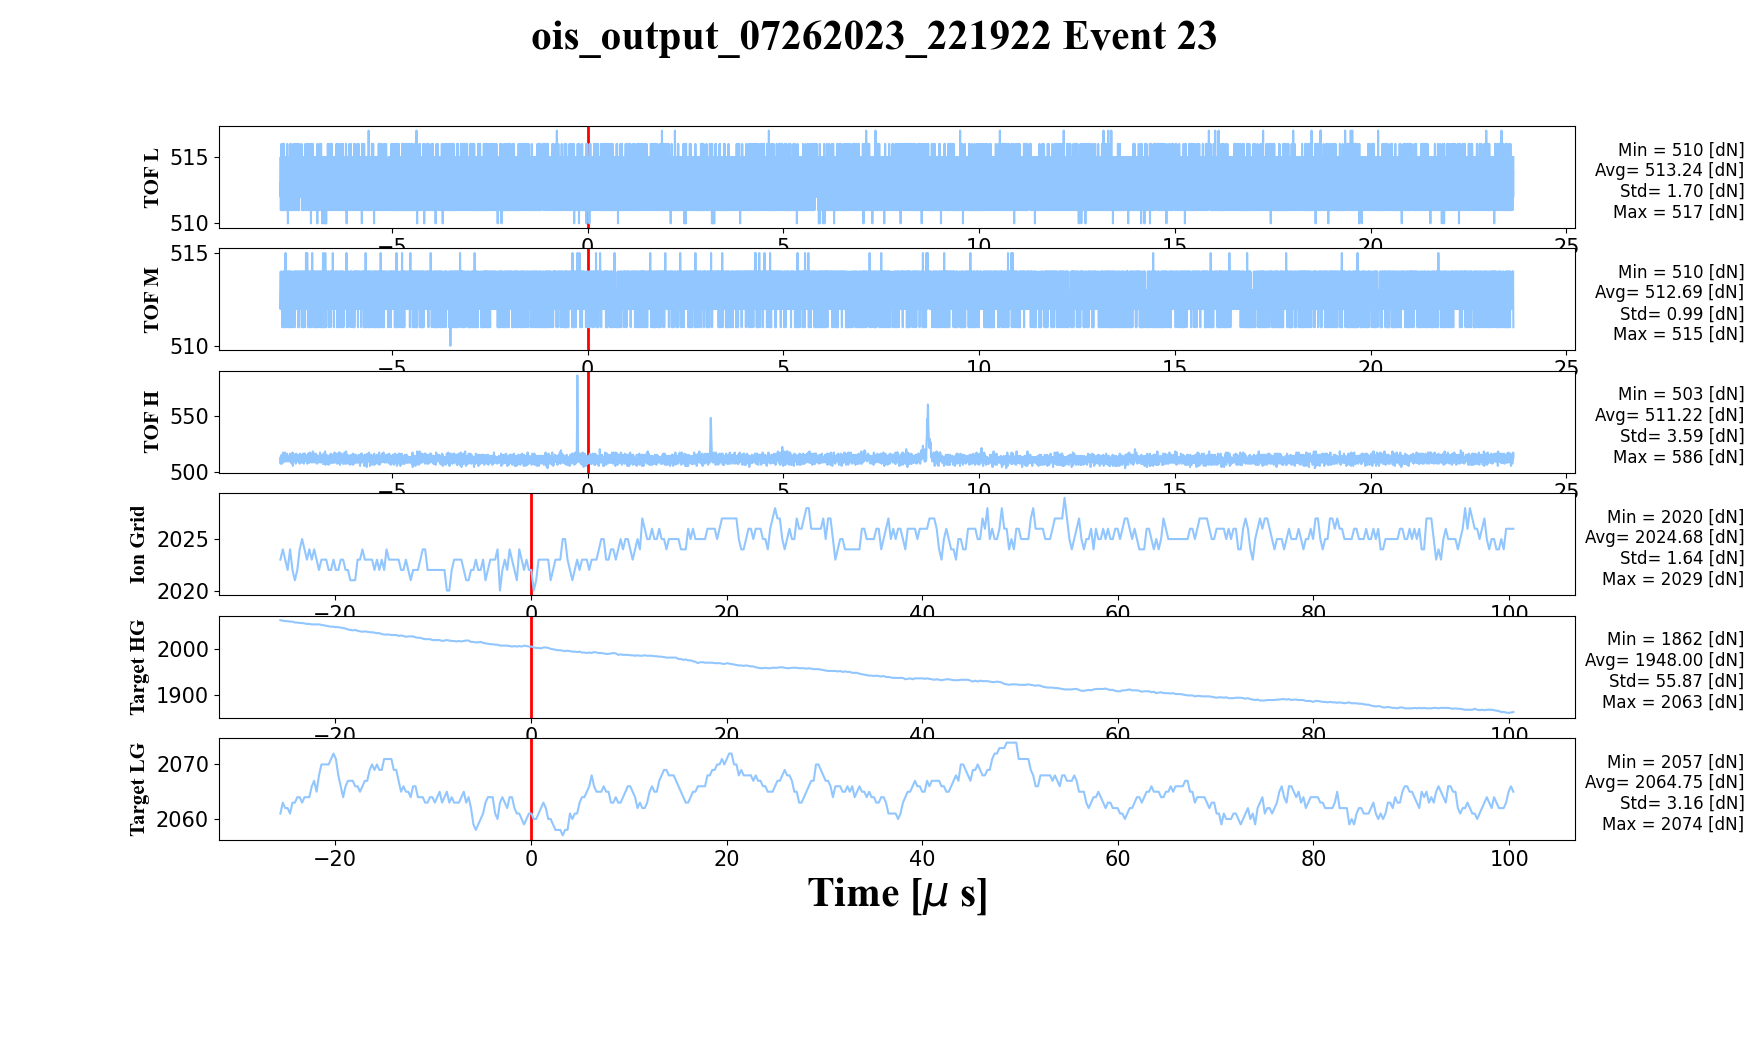 ois_output_07262023_221922 Event 23
TOF L
515
510
−5
0
5
10
15
20
25
Min = 510 [dN]
Avg= 513.24 [dN]
Std= 1.70 [dN]
Max = 517 [dN]
TOF M
515
510
−5
0
5
10
15
20
25
Min = 510 [dN]
Avg= 512.69 [dN]
Std= 0.99 [dN]
Max = 515 [dN]
TOF H
550
500
−5
0
5
10
15
20
25
Min = 503 [dN]
Avg= 511.22 [dN]
Std= 3.59 [dN]
Max = 586 [dN]
Ion Grid
2025
2020
−20
0
20
40
60
80
100
Min = 2020 [dN]
Avg= 2024.68 [dN]
Std= 1.64 [dN]
Max = 2029 [dN]
Target HG
2000
1900
−20
0
20
40
60
80
100
Min = 1862 [dN]
Avg= 1948.00 [dN]
Std= 55.87 [dN]
Max = 2063 [dN]
Target LG
2070
2060
−20
0
20
40
60
80
100
Min = 2057 [dN]
Avg= 2064.75 [dN]
Std= 3.16 [dN]
Max = 2074 [dN]
Time [μ s]